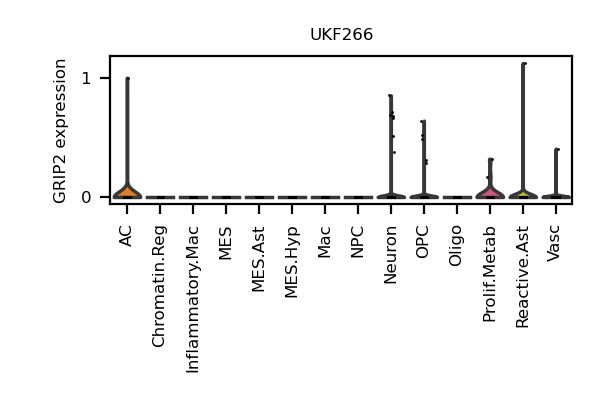 UKF266
GRIP2 expression
1
0
AC
Chromatin.Reg
Inflammatory.Mac
MES
MES.Ast
MES.Hyp
Mac
NPC
Neuron
OPC
Oligo
Prolif.Metab
Reactive.Ast
Vasc